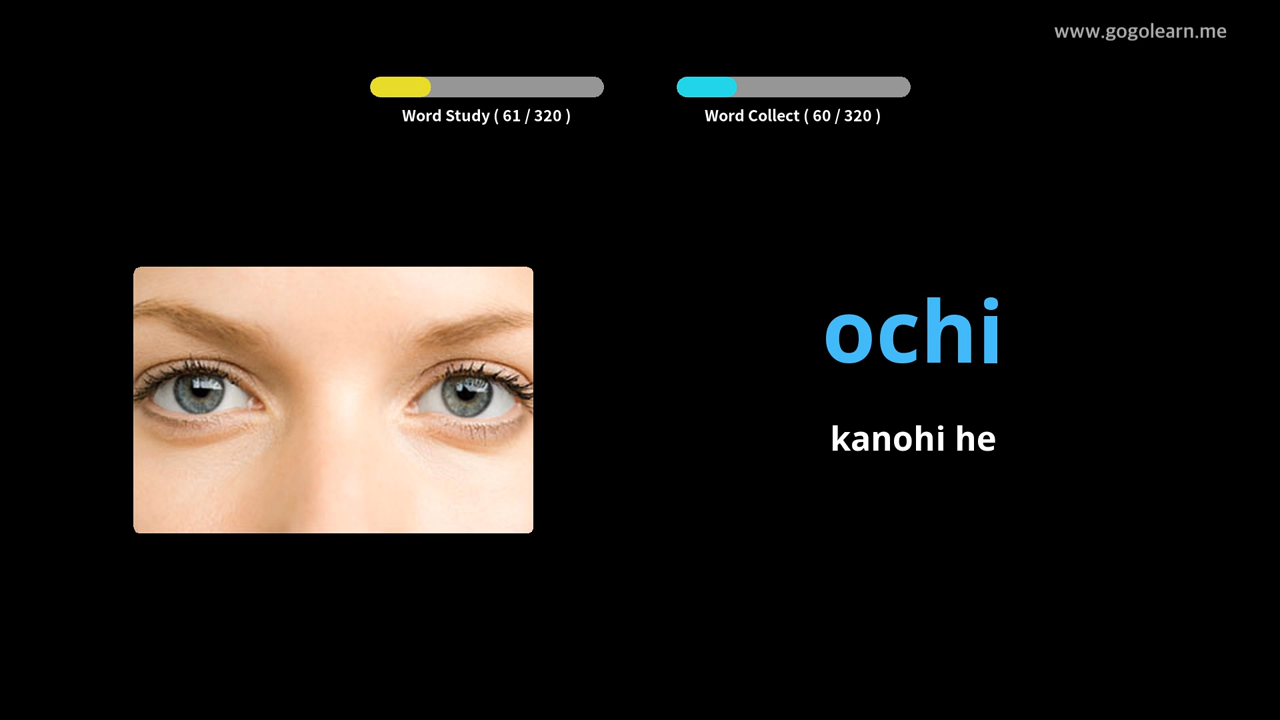 www.gogolearn.me
Word Study ( 61 / 320 )
Word Collect ( 60 / 320 )
ochi
kanohi he